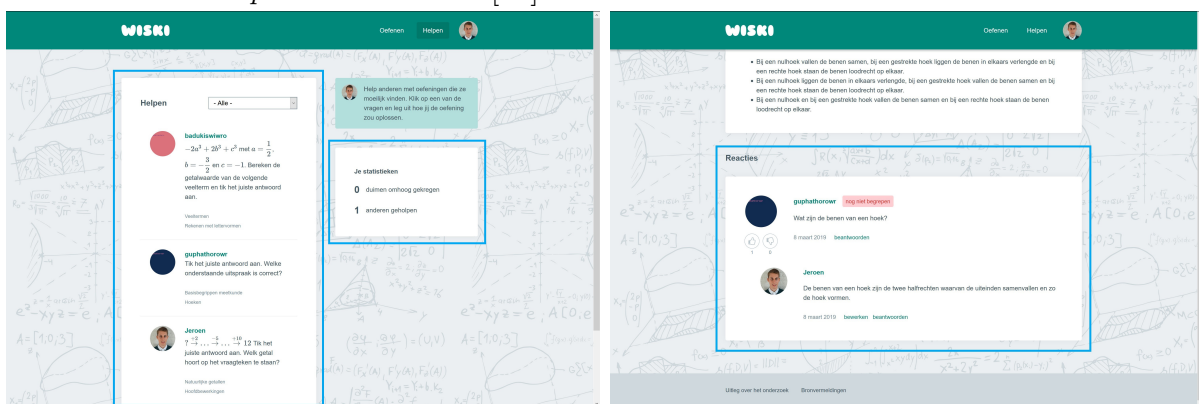 WISKI
Oefenen Helpen
Helpen
- Alle -
badukiswiwro
−2a³ + 2b³ + c³ met a = 1/2,
b = −3/2 en c = −1. Bereken de
getalwaarde van de volgende
veelterm en tik het juiste antwoord
aan.
Veeltermen
Rekenen met lettervormen
guphathorowr
Tik het juiste antwoord aan. Welke
onderstaande uitspraak is correct?
Basisbegrippen meetkunde
Hoeken
Jeroen
? →(+2) ... →(−5) ... →(+16) 12 Tik het
juiste antwoord aan. Welk getal
hoort op het vraagteken te staan?
Natuurlijke getallen
Hoofdbewerkingen
Help anderen met oefeningen die ze
moeilijk vinden. Klik op een van de
vragen en leg uit hoe jij de oefening
zou oplossen.
Je statistieken
0 duimen omhoog gekregen
1 anderen geholpen
WISKI
Oefenen Helpen
• Bij een nulhoek vallen de benen samen, bij een gestrekte hoek liggen de benen in elkaars verlengde en bij
een rechte hoek staan de benen loodrecht op elkaar.
• Bij een nulhoek liggen de benen in elkaars verlengde, bij een gestrekte hoek vallen de benen samen en bij
een rechte hoek staan de benen loodrecht op elkaar.
• Bij een nulhoek en bij een gestrekte hoek vallen de benen samen en bij een rechte hoek staan de benen
loodrecht op elkaar.
Reacties
guphathorowr nog niet begrepen
Wat zijn de benen van een hoek?
8 maart 2019 beantwoorden
1 0
Jeroen
De benen van een hoek zijn de twee halfrechten waarvan de uiteinden samenvallen en zo
de hoek vormen.
8 maart 2019 bewerken beantwoorden
Uitleg over het onderzoek Bronvermeldingen